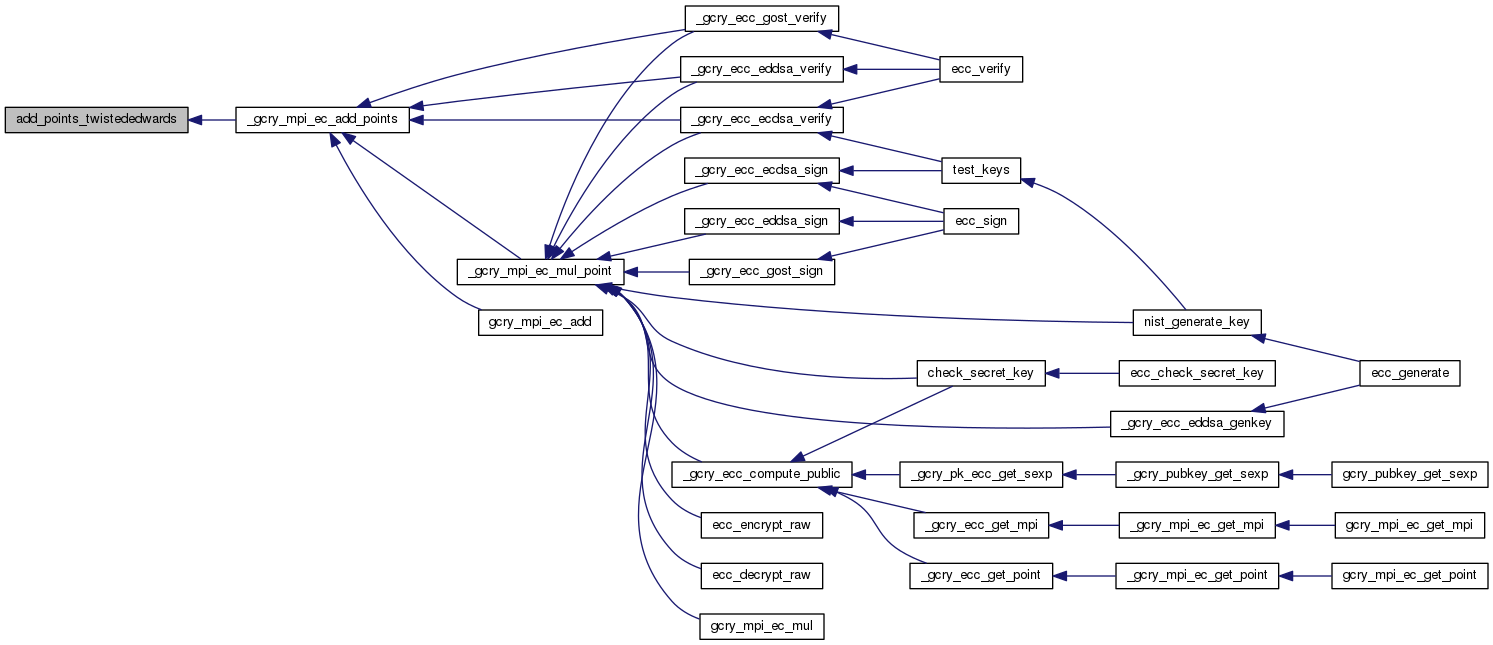 _gcry_ecc_gost_verify
_gcry_ecc_eddsa_verify
ecc_verify
add_points_twistededwards
_gcry_mpi_ec_add_points
_gcry_ecc_ecdsa_verify
_gcry_ecc_ecdsa_sign
test_keys
_gcry_ecc_eddsa_sign
ecc_sign
_gcry_mpi_ec_mul_point
_gcry_ecc_gost_sign
gcry_mpi_ec_add
nist_generate_key
check_secret_key
ecc_check_secret_key
ecc_generate
_gcry_ecc_eddsa_genkey
_gcry_ecc_compute_public
_gcry_pk_ecc_get_sexp
_gcry_pubkey_get_sexp
gcry_pubkey_get_sexp
ecc_encrypt_raw
_gcry_ecc_get_mpi
_gcry_mpi_ec_get_mpi
gcry_mpi_ec_get_mpi
ecc_decrypt_raw
_gcry_ecc_get_point
_gcry_mpi_ec_get_point
gcry_mpi_ec_get_point
gcry_mpi_ec_mul